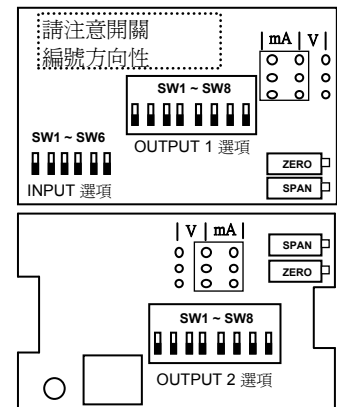 請注意開關
編號方向性
| mA | V |
SW1 ~ SW8
OUTPUT 1 選項
SW1 ~ SW6
INPUT 選項
ZERO
SPAN
| V | mA |
SPAN
ZERO
SW1 ~ SW8
OUTPUT 2 選項